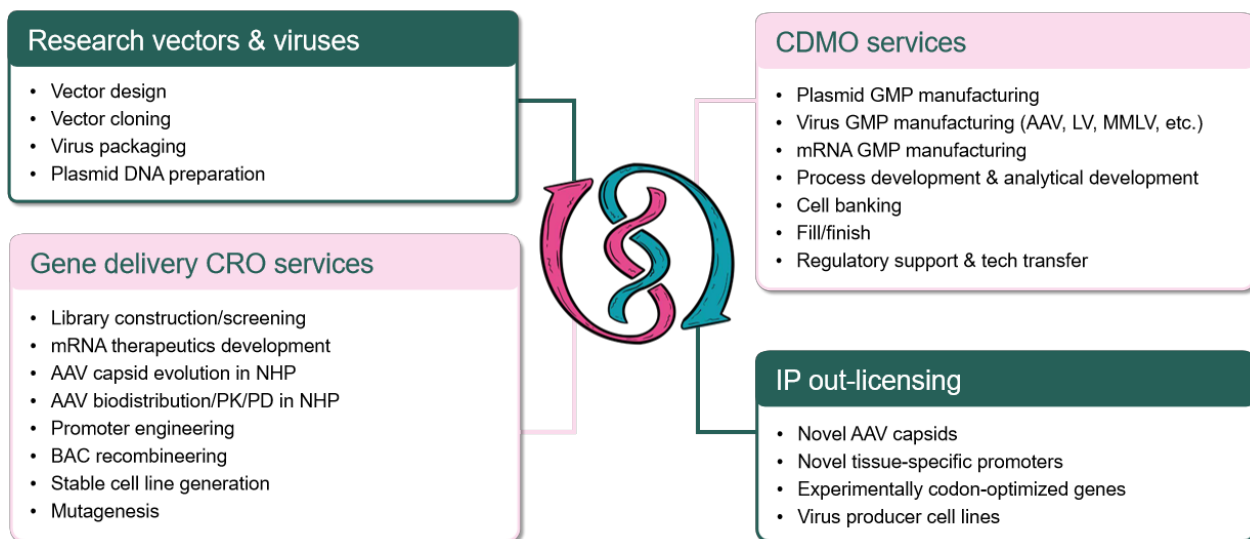 Research vectors & viruses
• Vector design
• Vector cloning
• Virus packaging
• Plasmid DNA preparation
Gene delivery CRO services
• Library construction/screening
• mRNA therapeutics development
• AAV capsid evolution in NHP
• AAV biodistribution/PK/PD in NHP
• Promoter engineering
• BAC recombineering
• Stable cell line generation
• Mutagenesis
CDMO services
• Plasmid GMP manufacturing
• Virus GMP manufacturing (AAV, LV, MMLV, etc.)
• mRNA GMP manufacturing
• Process development & analytical development
• Cell banking
• Fill/finish
• Regulatory support & tech transfer
IP out-licensing
• Novel AAV capsids
• Novel tissue-specific promoters
• Experimentally codon-optimized genes
• Virus producer cell lines